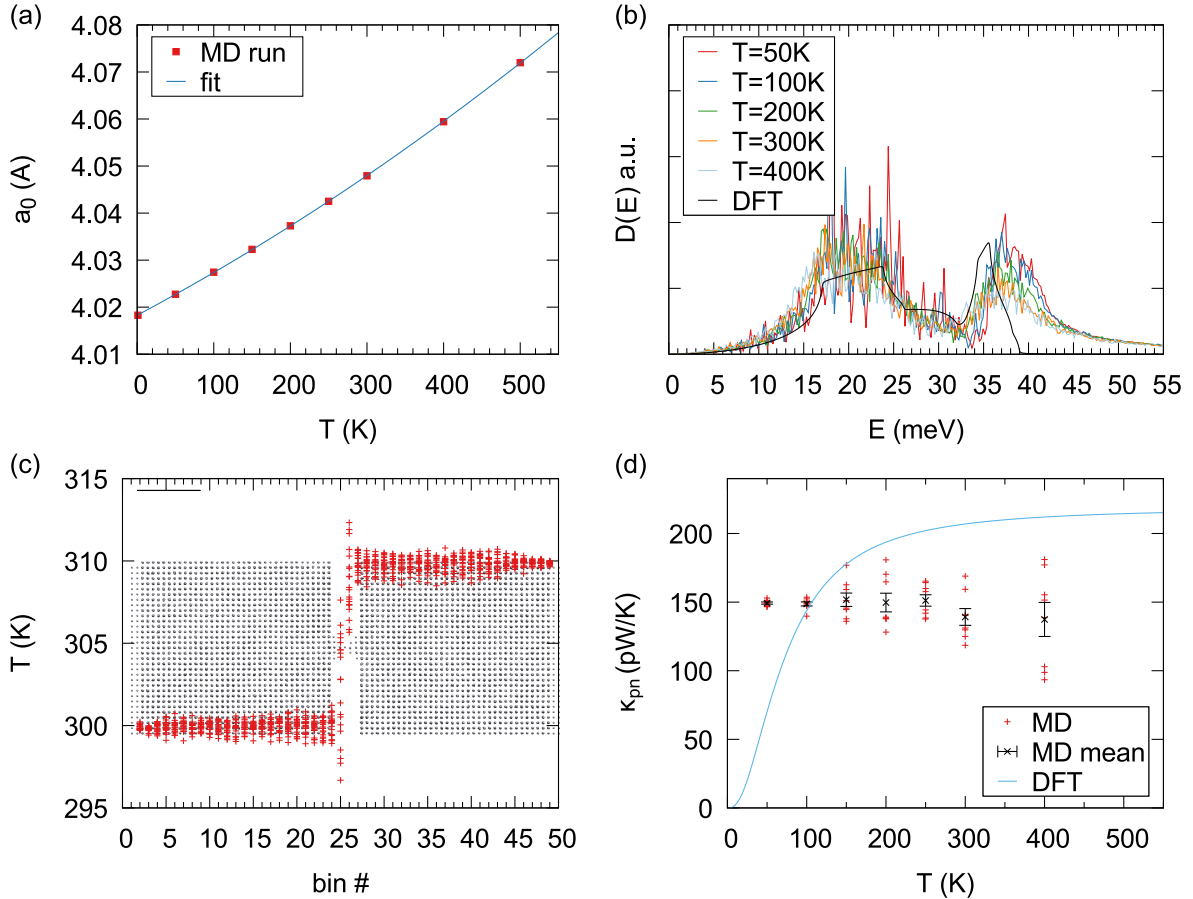 (a)
4.08
4.07
4.06
4.05
4.04
4.03
4.02
4.01
a0 (A)
MD run
fit
0 100 200 300 400 500
T (K)
(b)
D(E) a.u.
T=50K
T=100K
T=200K
T=300K
T=400K
DFT
0 5 10 15 20 25 30 35 40 45 50 55
E (meV)
(c)
315
310
305
300
295
T (K)
0 5 10 15 20 25 30 35 40 45 50
bin #
(d)
200
150
100
50
0
κpn (pW/K)
MD
MD mean
DFT
0 100 200 300 400 500
T (K)